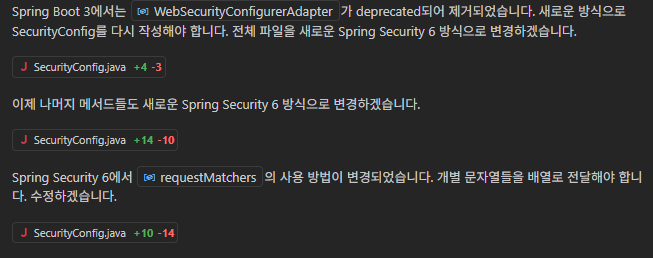 Spring Boot 3에서는 WebSecurityConfigurerAdapter 가 deprecated되어 제거되었습니다. 새로운 방식으로
SecurityConfig를 다시 작성해야 합니다. 전체 파일을 새로운 Spring Security 6 방식으로 변경하겠습니다.
J SecurityConfig.java +4 -3
이제 나머지 메서드들도 새로운 Spring Security 6 방식으로 변경하겠습니다.
J SecurityConfig.java +14 -10
Spring Security 6에서 requestMatchers 의 사용 방법이 변경되었습니다. 개별 문자열들을 배열로 전달해야 합니
다. 수정하겠습니다.
J SecurityConfig.java +10 -14